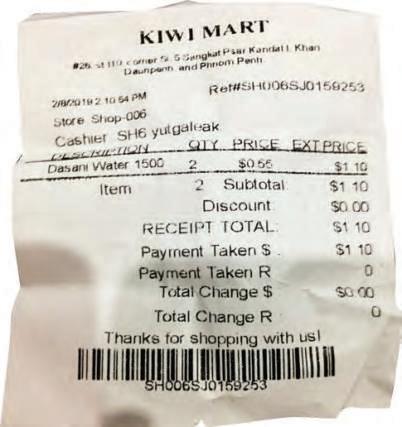 KIWI MART
#26, st 110, corner St. 5 Sangkat Psar Kandal I, Khan
Daunpenh, and Phnom Penh.
Ref#SH006SJ0159253
2/8/2019 2 10 54 PM
Store Shop-006
Cashier SH6 yutgaleak
DESCRIPTION QTY PRICE EXT PRICE
Dasani Water 1500 2 $0.55 $1.10
Item 2 Subtotal $1.10
Discount: $0.00
RECEIPT TOTAL: $1.10
Payment Taken $ : $1.10
Payment Taken R 0
Total Change $ $0.00
Total Change R 0
Thanks for shopping with us!
SH006SJ0159253